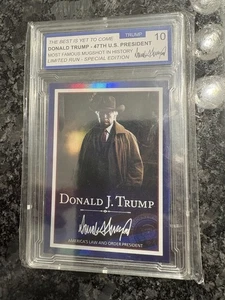 THE BEST IS YET TO COME
TRUMP
DONALD TRUMP - 47TH U.S. PRESIDENT
10
MOST FAMOUS MUGSHOT IN HISTORY
LIMITED RUN - SPECIAL EDITION
DONALD J. TRUMP
AMERICA'S LAW AND ORDER PRESIDENT